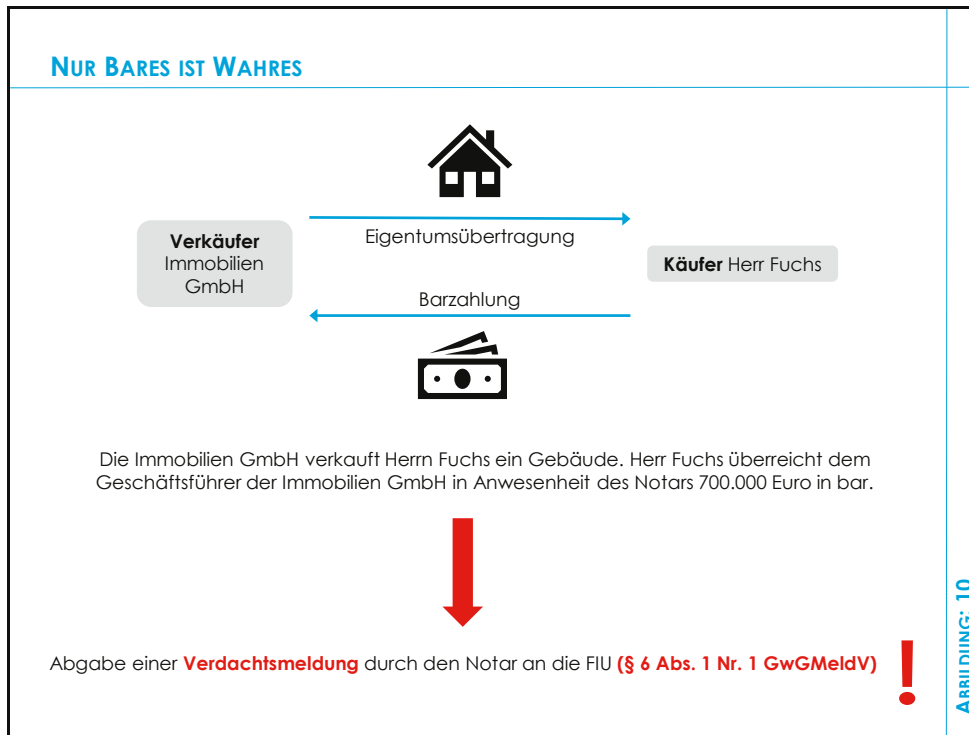 NUR BARES IST WAHRES
Eigentumsübertragung
Verkäufer
Immobilien
GmbH
Käufer Herr Fuchs
Barzahlung
Die Immobilien GmbH verkauft Herrn Fuchs ein Gebäude. Herr Fuchs überreicht dem
Geschäftsführer der Immobilien GmbH in Anwesenheit des Notars 700.000 Euro in bar.
Abgabe einer Verdachtsmeldung durch den Notar an die FIU (§ 6 Abs. 1 Nr. 1 GwGMeldV)
!
ABBILDUNG: 10